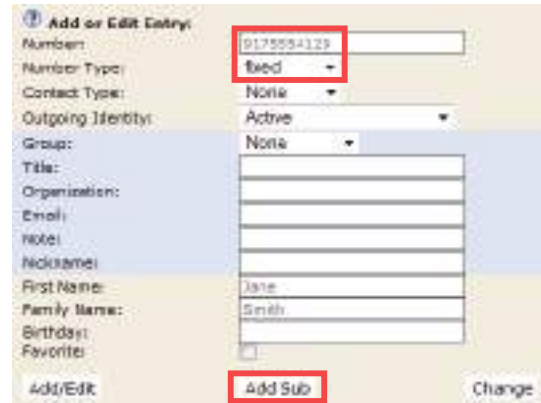 Add or Edit Entry:
Number: 9175554129
Number Type: fixed
Contact Type: None
Outgoing Identity: Active
Group: None
Title:
Organization:
Email:
Note:
Nickname:
First Name: Jane
Family Name: Smith
Birthday:
Favorite:
Add/Edit Add Sub Change